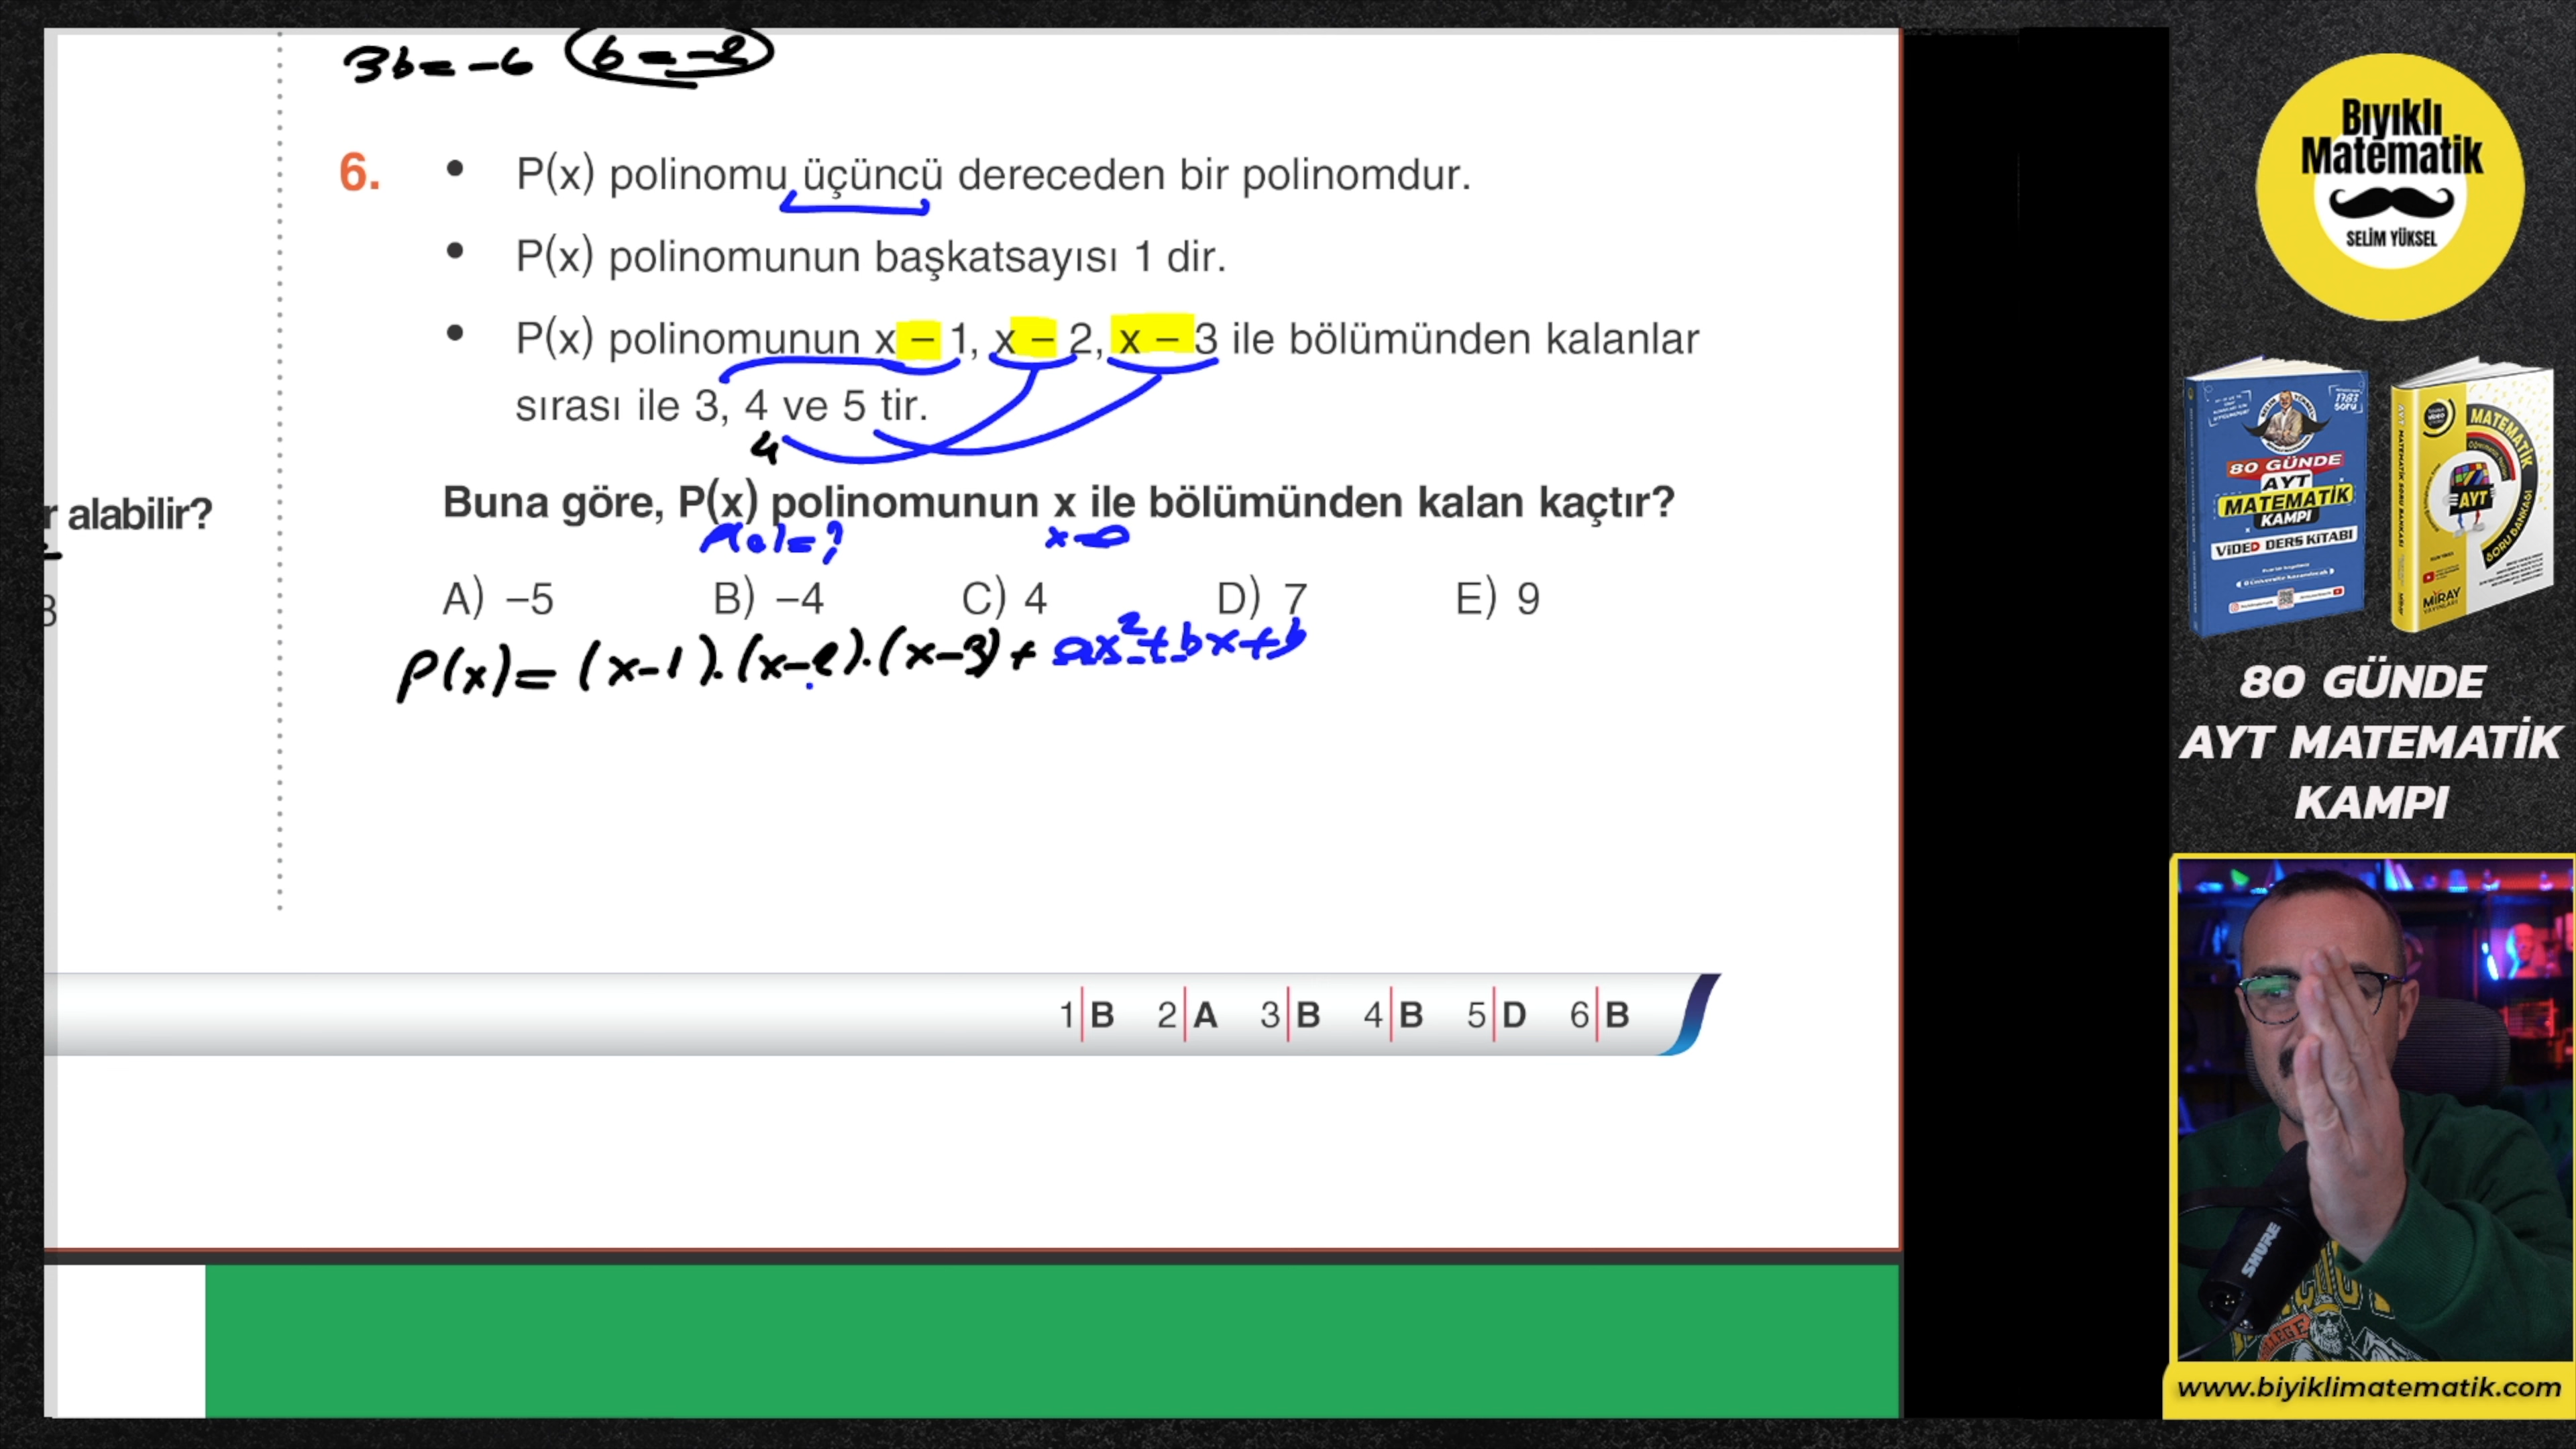 3b=-6 b=-2
6. • P(x) polinomu üçüncü dereceden bir polinomdur.
• P(x) polinomunun başkatsayısı 1 dir.
• P(x) polinomunun x – 1, x – 2, x – 3 ile bölümünden kalanlar
sırası ile 3, 4 ve 5 tir.
4
Buna göre, P(x) polinomunun x ile bölümünden kalan kaçtır?
P(0)=? x=0
A) –5 B) –4 C) 4 D) 7 E) 9
P(x)= (x-1).(x-2).(x-3)+ ax²+bx+b
r alabilir?
3
1 B 2 A 3 B 4 B 5 D 6 B
Bıyıklı
Matematik
SELİM YÜKSEL
80 GÜNDE
AYT
MATEMATİK
KAMPI
VİDEO DERS KİTABI
MATEMATİK
AYT
SORU BANKASI
MİRAY
80 GÜNDE
AYT MATEMATİK
KAMPI
SHURE
www.biyiklimatematik.com